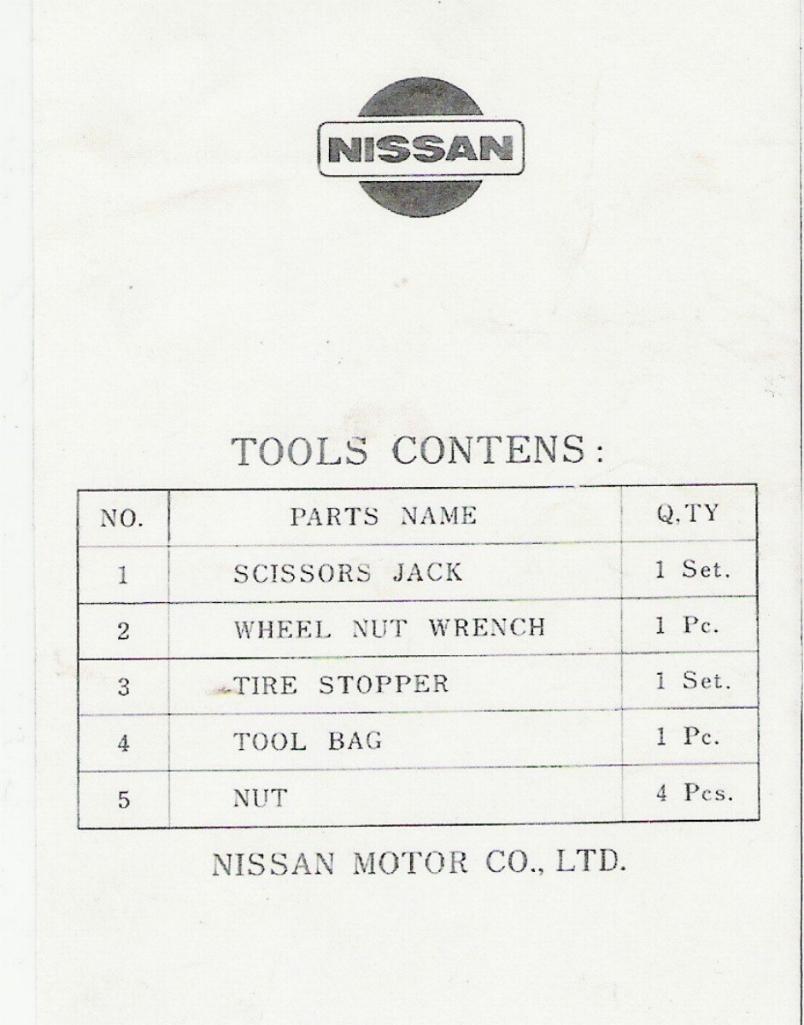 NISSAN
TOOLS CONTENS:
NO. PARTS NAME Q,TY
1 SCISSORS JACK 1 Set.
2 WHEEL NUT WRENCH 1 Pc.
3 TIRE STOPPER 1 Set.
4 TOOL BAG 1 Pc.
5 NUT 4 Pcs.
NISSAN MOTOR CO., LTD.